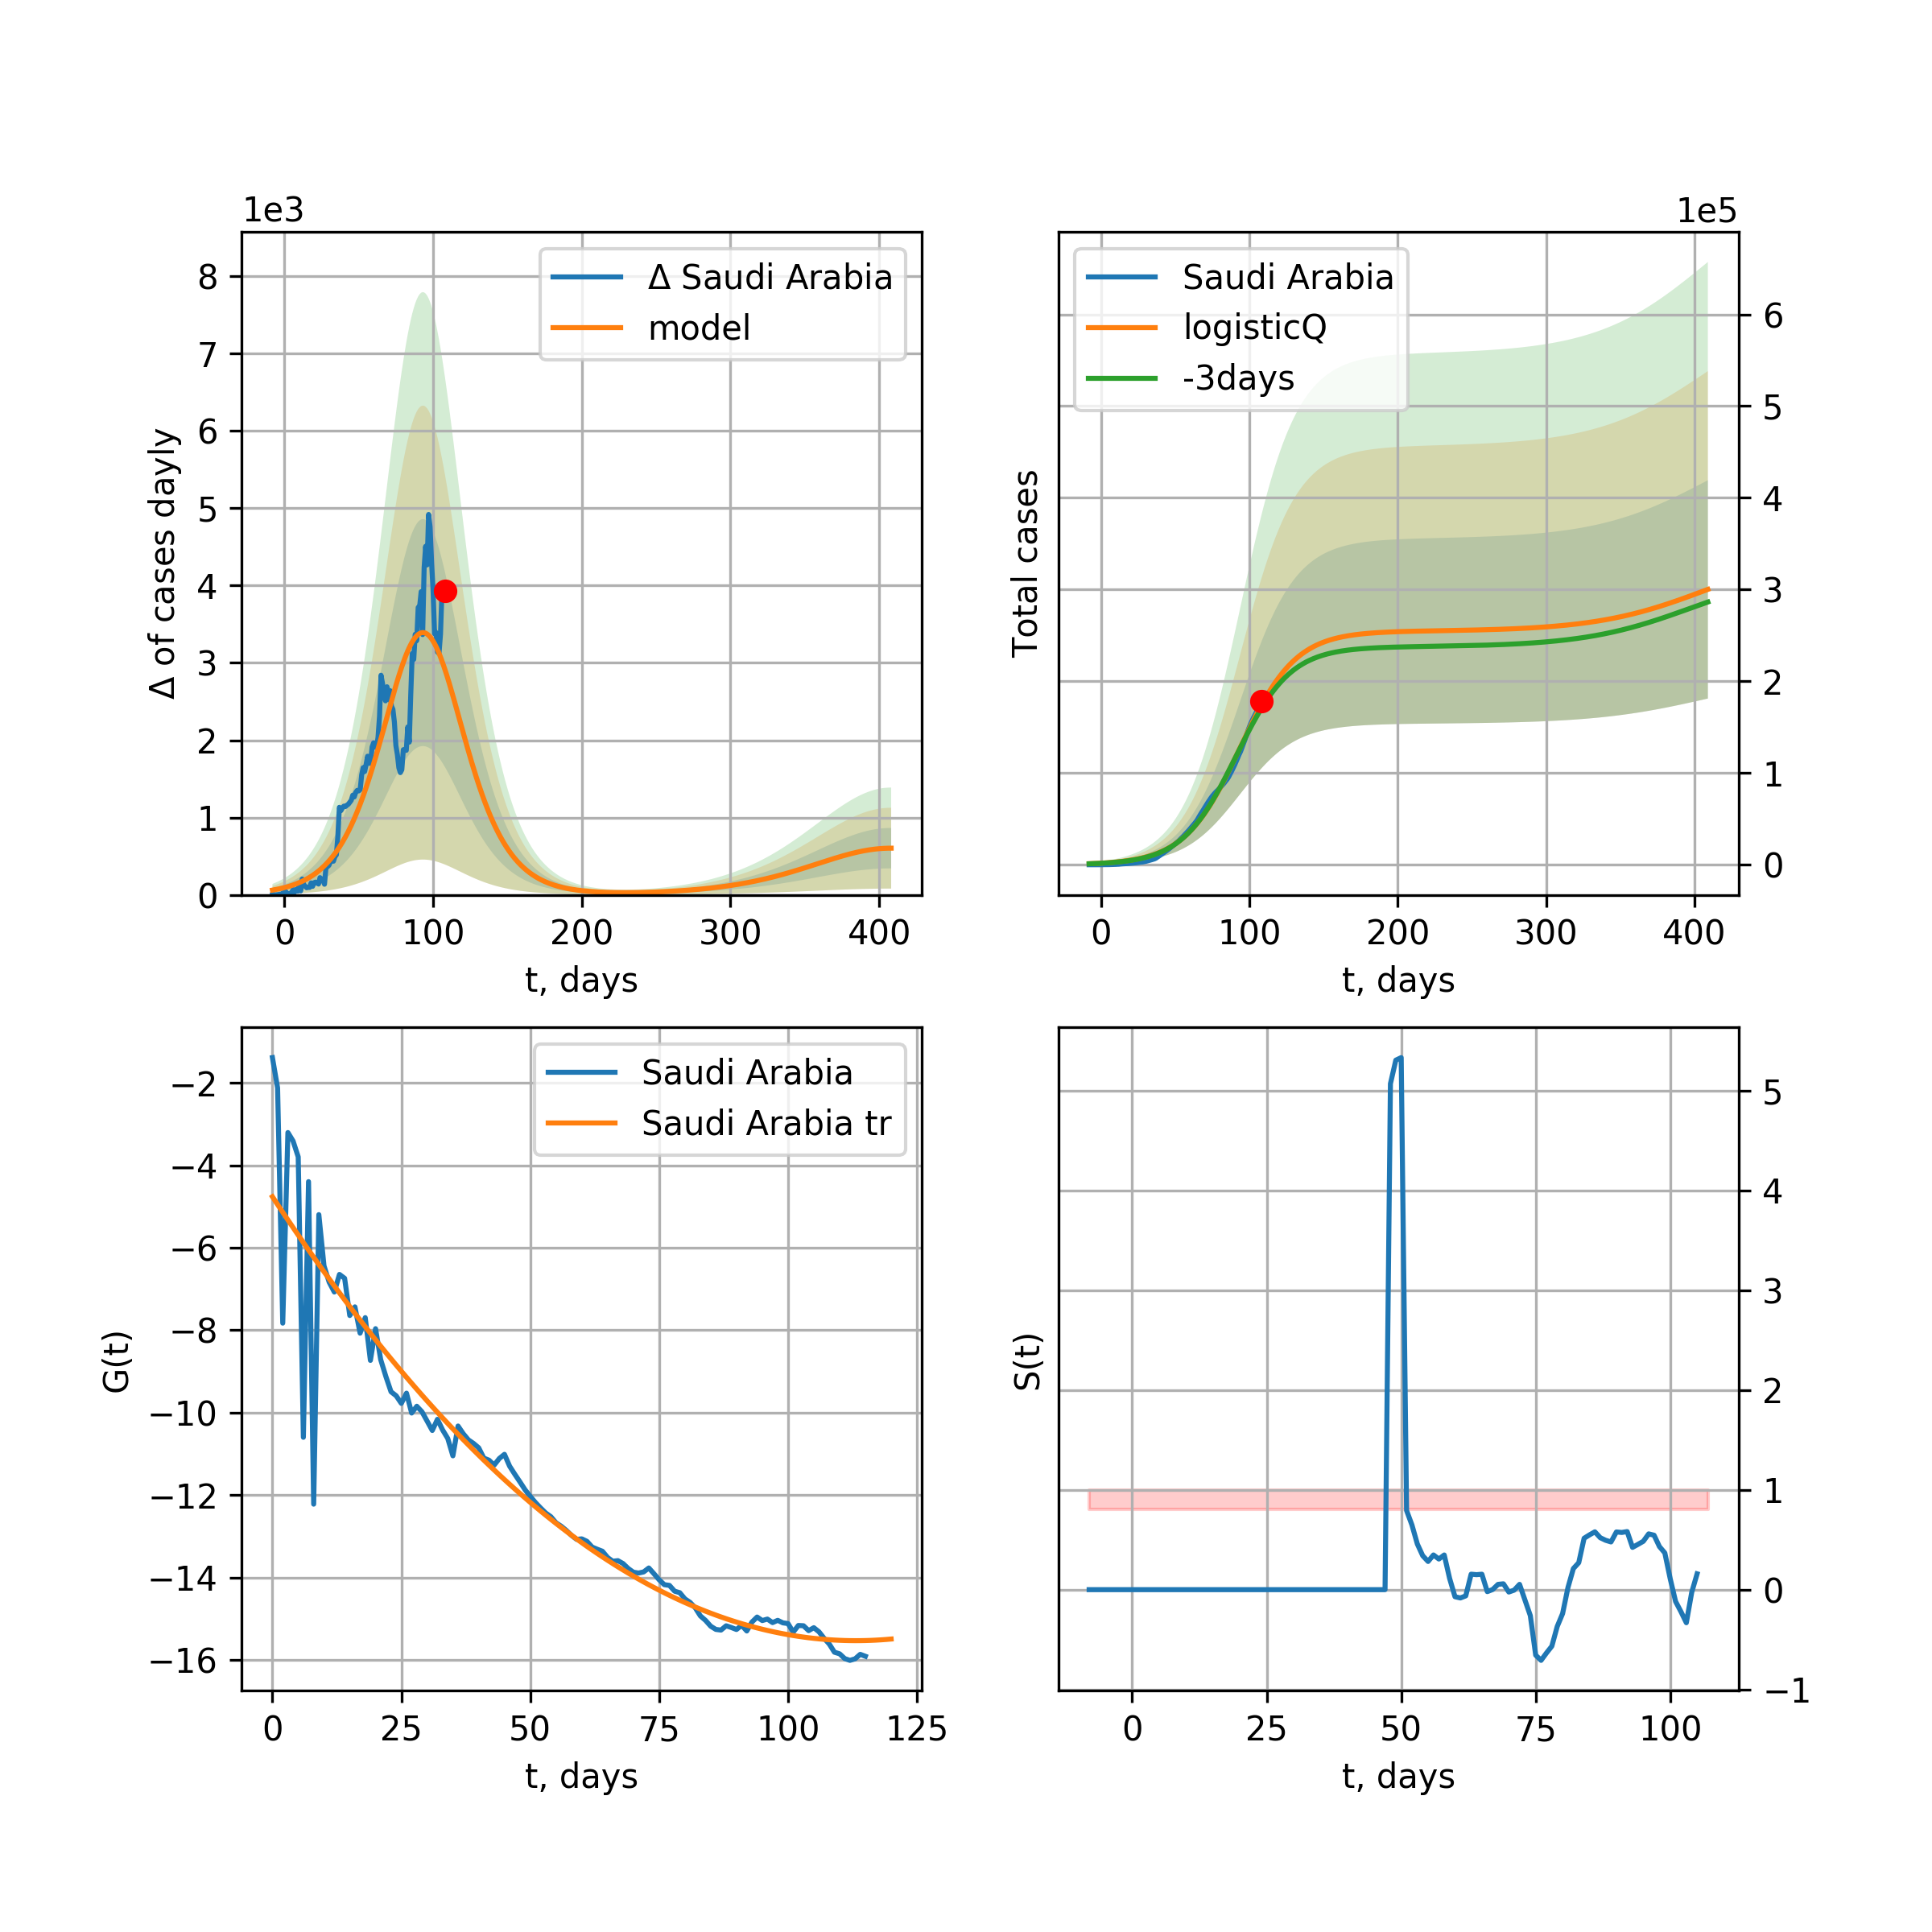 1e3
8
7
6
5
4
3
2
1
0
Δ of cases dayly
Δ Saudi Arabia
model
0 100 200 300 400
t, days
1e5
Saudi Arabia
logisticQ
-3days
Total cases
6
5
4
3
2
1
0
0 100 200 300 400
t, days
−2
−4
−6
−8
−10
−12
−14
−16
G(t)
Saudi Arabia
Saudi Arabia tr
0 25 50 75 100 125
t, days
S(t)
5
4
3
2
1
0
−1
0 25 50 75 100
t, days